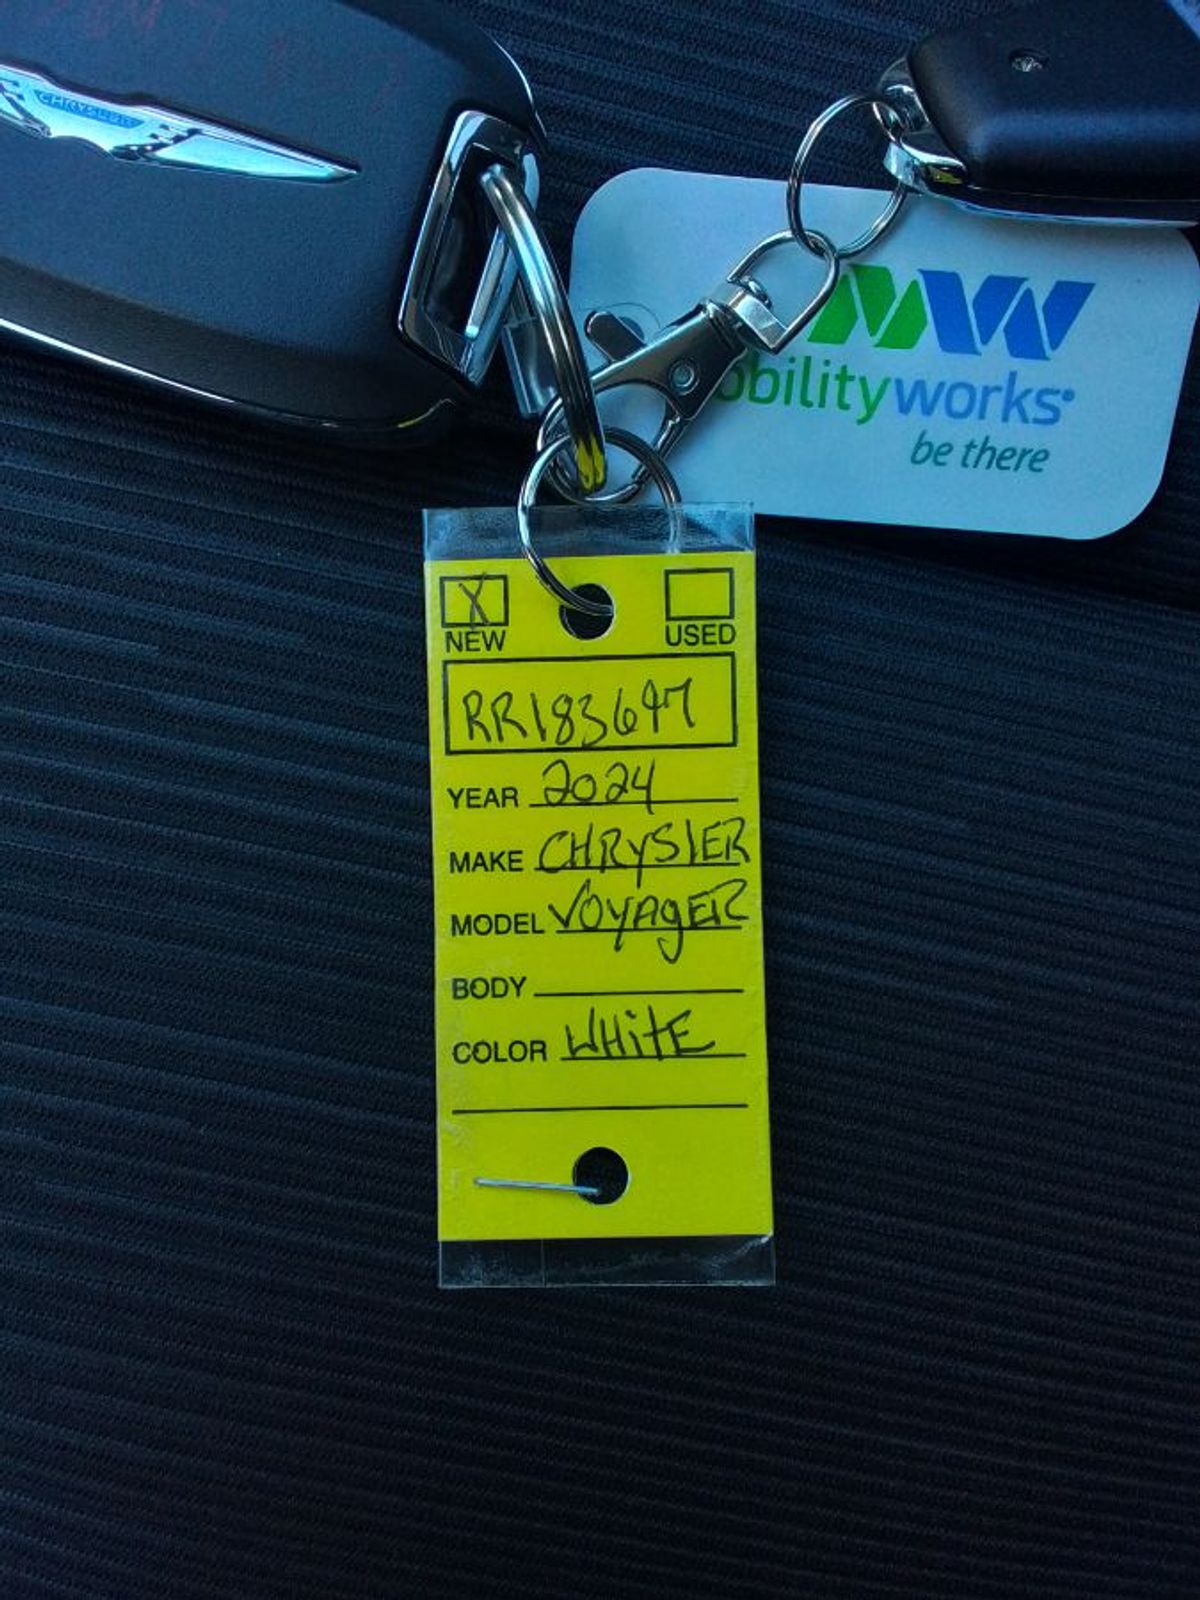 CHRYSLER
obilityworks
be there
X
NEW USED
RR183647
YEAR 2024
MAKE CHRYSLER
MODEL VOYAGER
BODY
COLOR WHITE